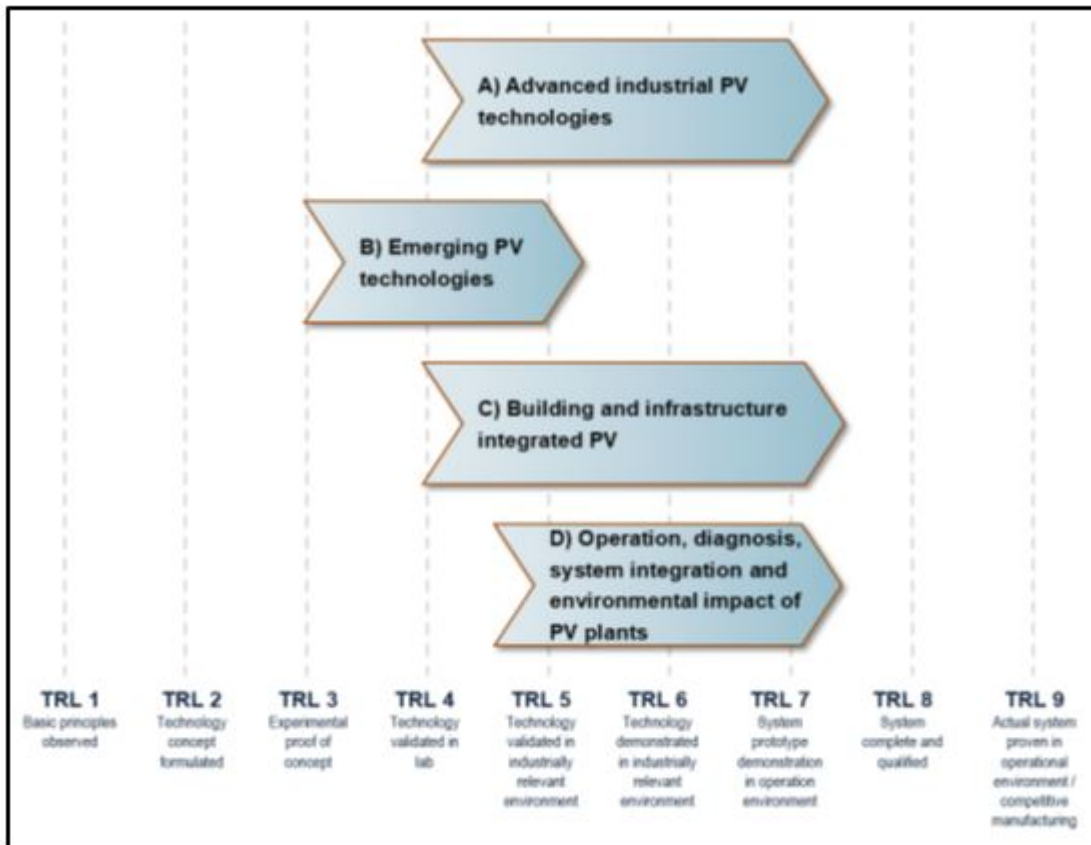 A) Advanced industrial PV
technologies
B) Emerging PV
technologies
C) Building and infrastructure
integrated PV
D) Operation, diagnosis,
system integration and
environmental impact of
PV plants
TRL 1
Basic principles
observed
TRL 2
Technology
concept
formulated
TRL 3
Experimental
proof of
concept
TRL 4
Technology
validated in
lab
TRL 5
Technology
validated in
industrially
relevant
environment
TRL 6
Technology
demonstrated
in industrially
relevant
environment
TRL 7
System
prototype
demonstration
in operation
environment
TRL 8
System
complete and
qualified
TRL 9
Actual system
proven in
operational
environment /
competitive
manufacturing